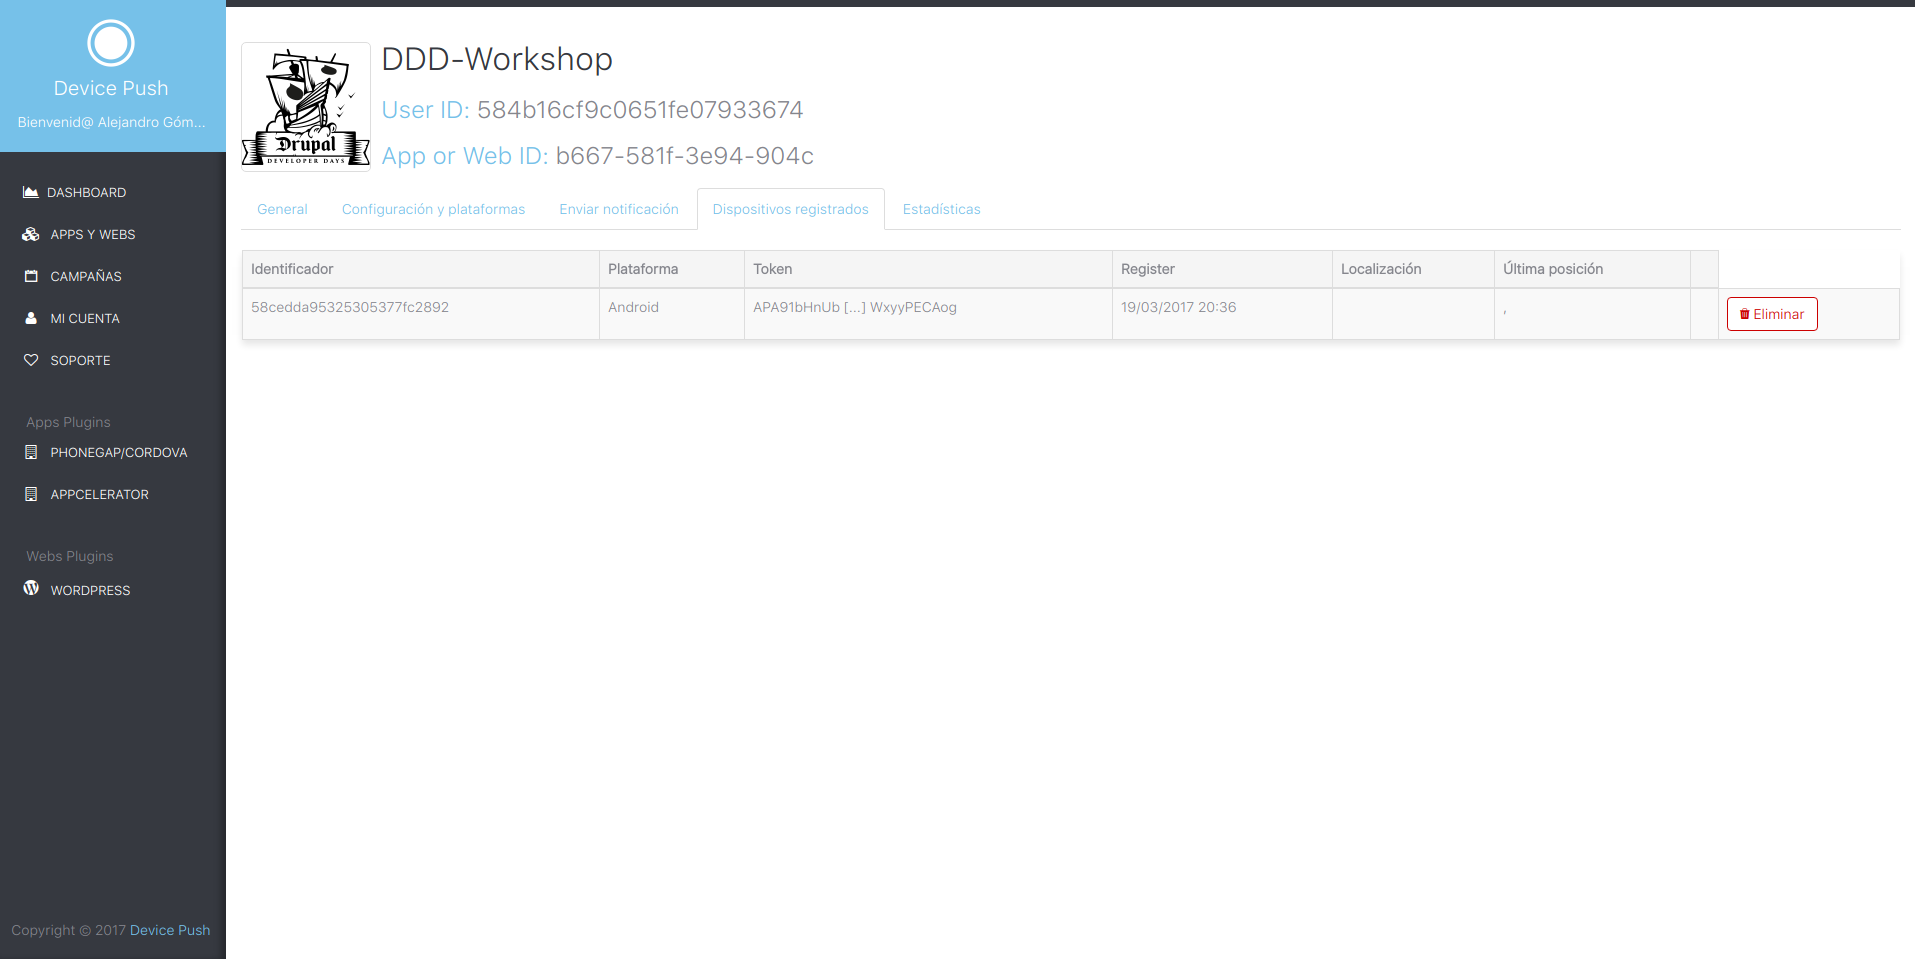 Device Push
Bienvenid@ Alejandro Góm...
DASHBOARD
APPS Y WEBS
CAMPAÑAS
MI CUENTA
SOPORTE
Apps Plugins
PHONEGAP/CORDOVA
APPCELERATOR
Webs Plugins
WORDPRESS
Copyright © 2017 Device Push
Drupal
DEVELOPER DAYS
DDD-Workshop
User ID: 584b16cf9c0651fe07933674
App or Web ID: b667-581f-3e94-904c
General Configuración y plataformas Enviar notificación Dispositivos registrados Estadísticas
Identificador Plataforma Token Register Localización Última posición
58cedda95325305377fc2892 Android APA91bHnUb [...] WxyyPECAog 19/03/2017 20:36 , Eliminar